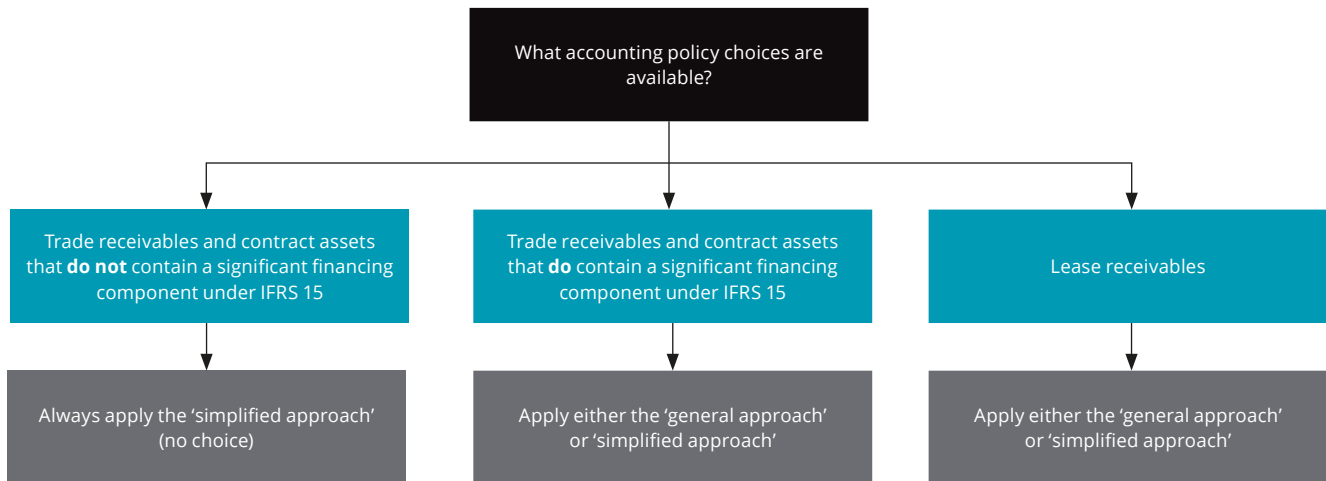 What accounting policy choices are
available?
Trade receivables and contract assets
that do not contain a significant financing
component under IFRS 15
Trade receivables and contract assets
that do contain a significant financing
component under IFRS 15
Lease receivables
Always apply the ‘simplified approach’
(no choice)
Apply either the ‘general approach’
or ‘simplified approach’
Apply either the ‘general approach’
or ‘simplified approach’